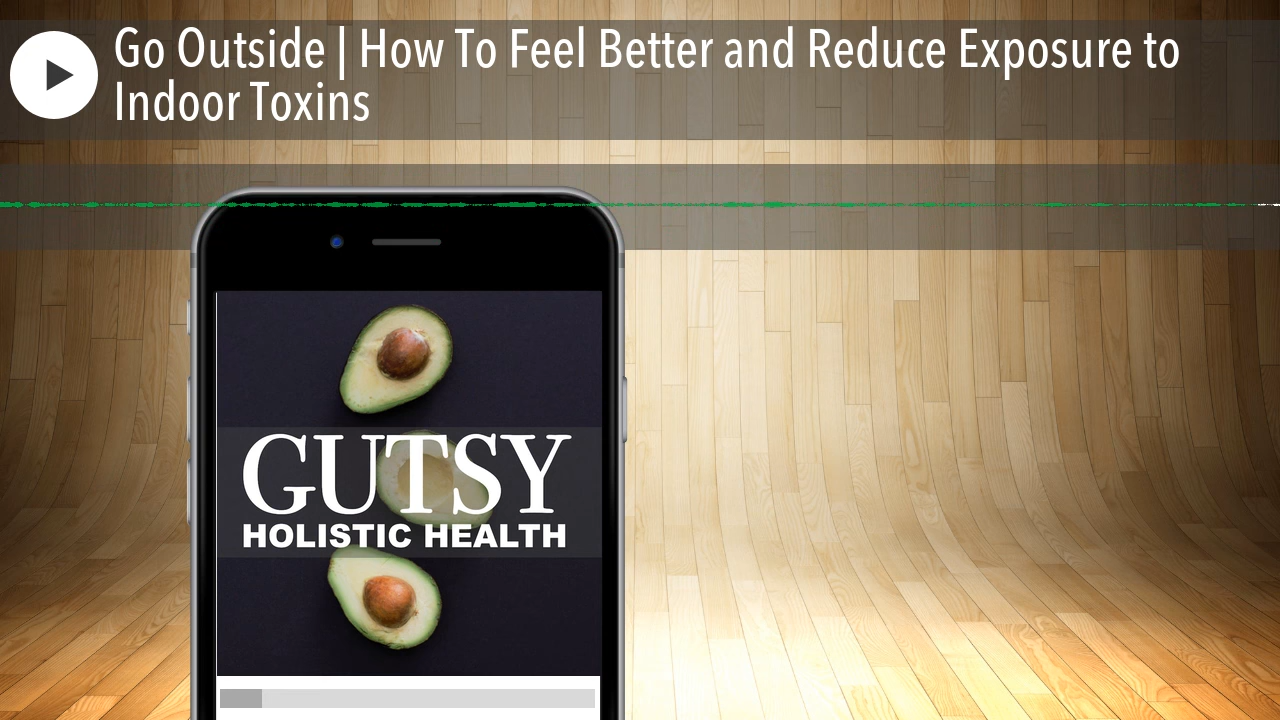 Go Outside | How To Feel Better and Reduce Exposure to
Indoor Toxins
GUTSY
HOLISTIC HEALTH